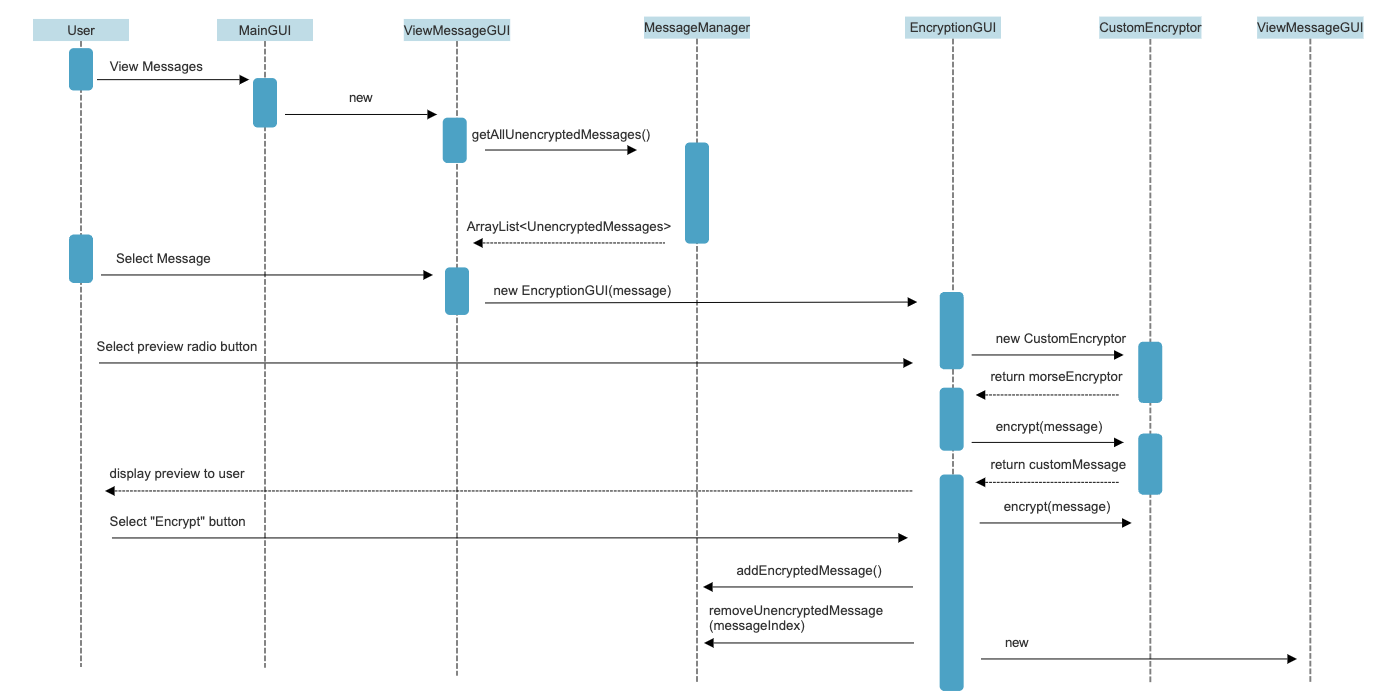 User
MainGUI
ViewMessageGUI
MessageManager
EncryptionGUI
CustomEncryptor
ViewMessageGUI
View Messages
new
getAllUnencryptedMessages()
ArrayList<UnencryptedMessages>
Select Message
new EncryptionGUI(message)
new CustomEncryptor
Select preview radio button
return morseEncryptor
encrypt(message)
return customMessage
display preview to user
encrypt(message)
Select "Encrypt" button
addEncryptedMessage()
removeUnencryptedMessage
(messageIndex)
new